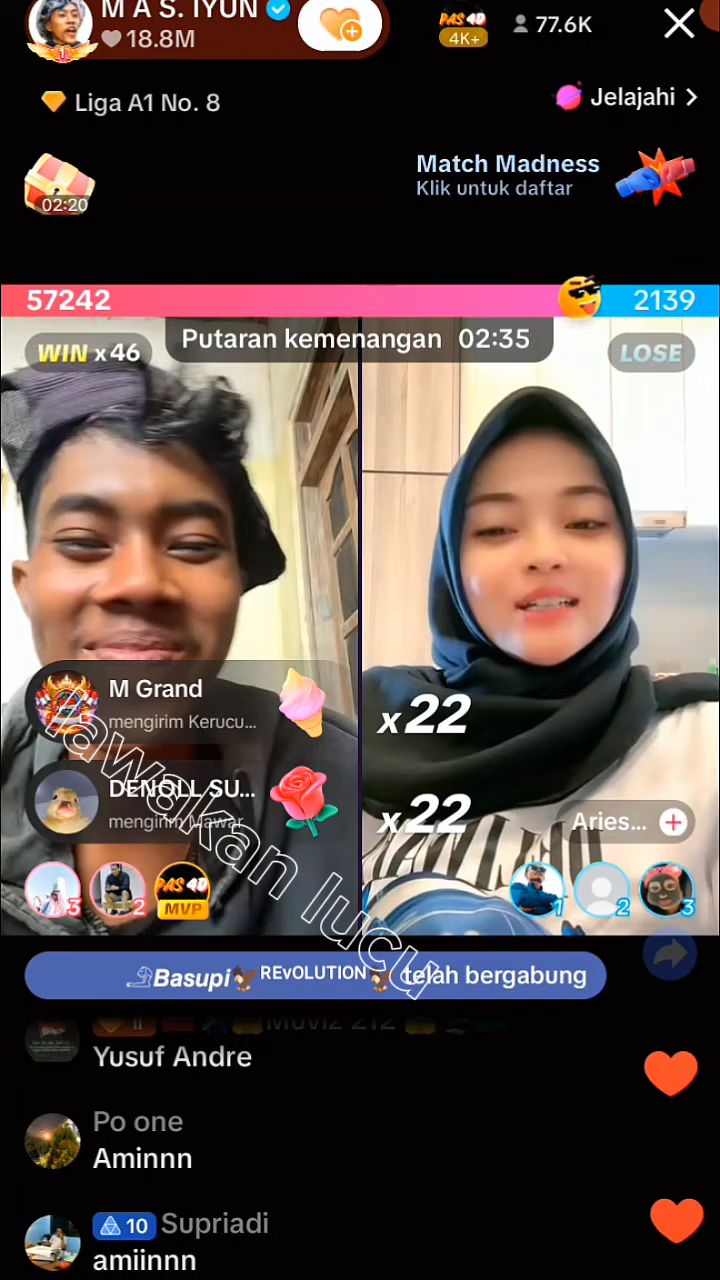 M A S. IYUN
18.8M
PAS 4D
4K+
77.6K
Liga A1 No. 8
Jelajahi >
02:20
Match Madness
Klik untuk daftar
57242
2139
WIN x46
Putaran kemenangan 02:35
LOSE
M Grand
mengirim Kerucu...
x22
DENOLL SU...
mengirim Mawar
x22
Aries...
lawakan lucu
3
2
PAS 4D
MVP
1
2
3
Basupi REvOLUTION telah bergabung
Yusuf Andre
Po one
Aminnn
10 Supriadi
amiinnn